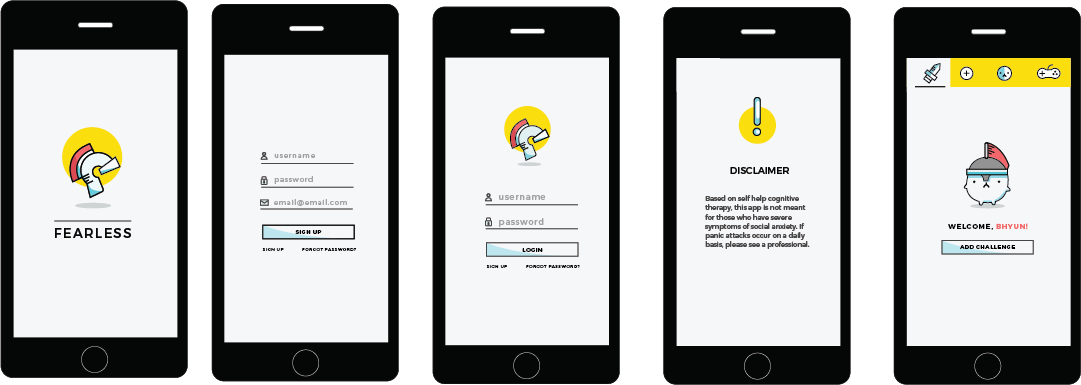 FEARLESS
username
password
email@email.com
SIGN UP
SIGN UP FORGOT PASSWORD?
username
password
LOGIN
SIGN UP FORGOT PASSWORD?
DISCLAIMER
Based on self help cognitive
therapy, this app is not meant
for those who have severe
symptoms of social anxiety. If
panic attacks occur on a daily
basis, please see a professional.
WELCOME, BHYUN!
ADD CHALLENGE